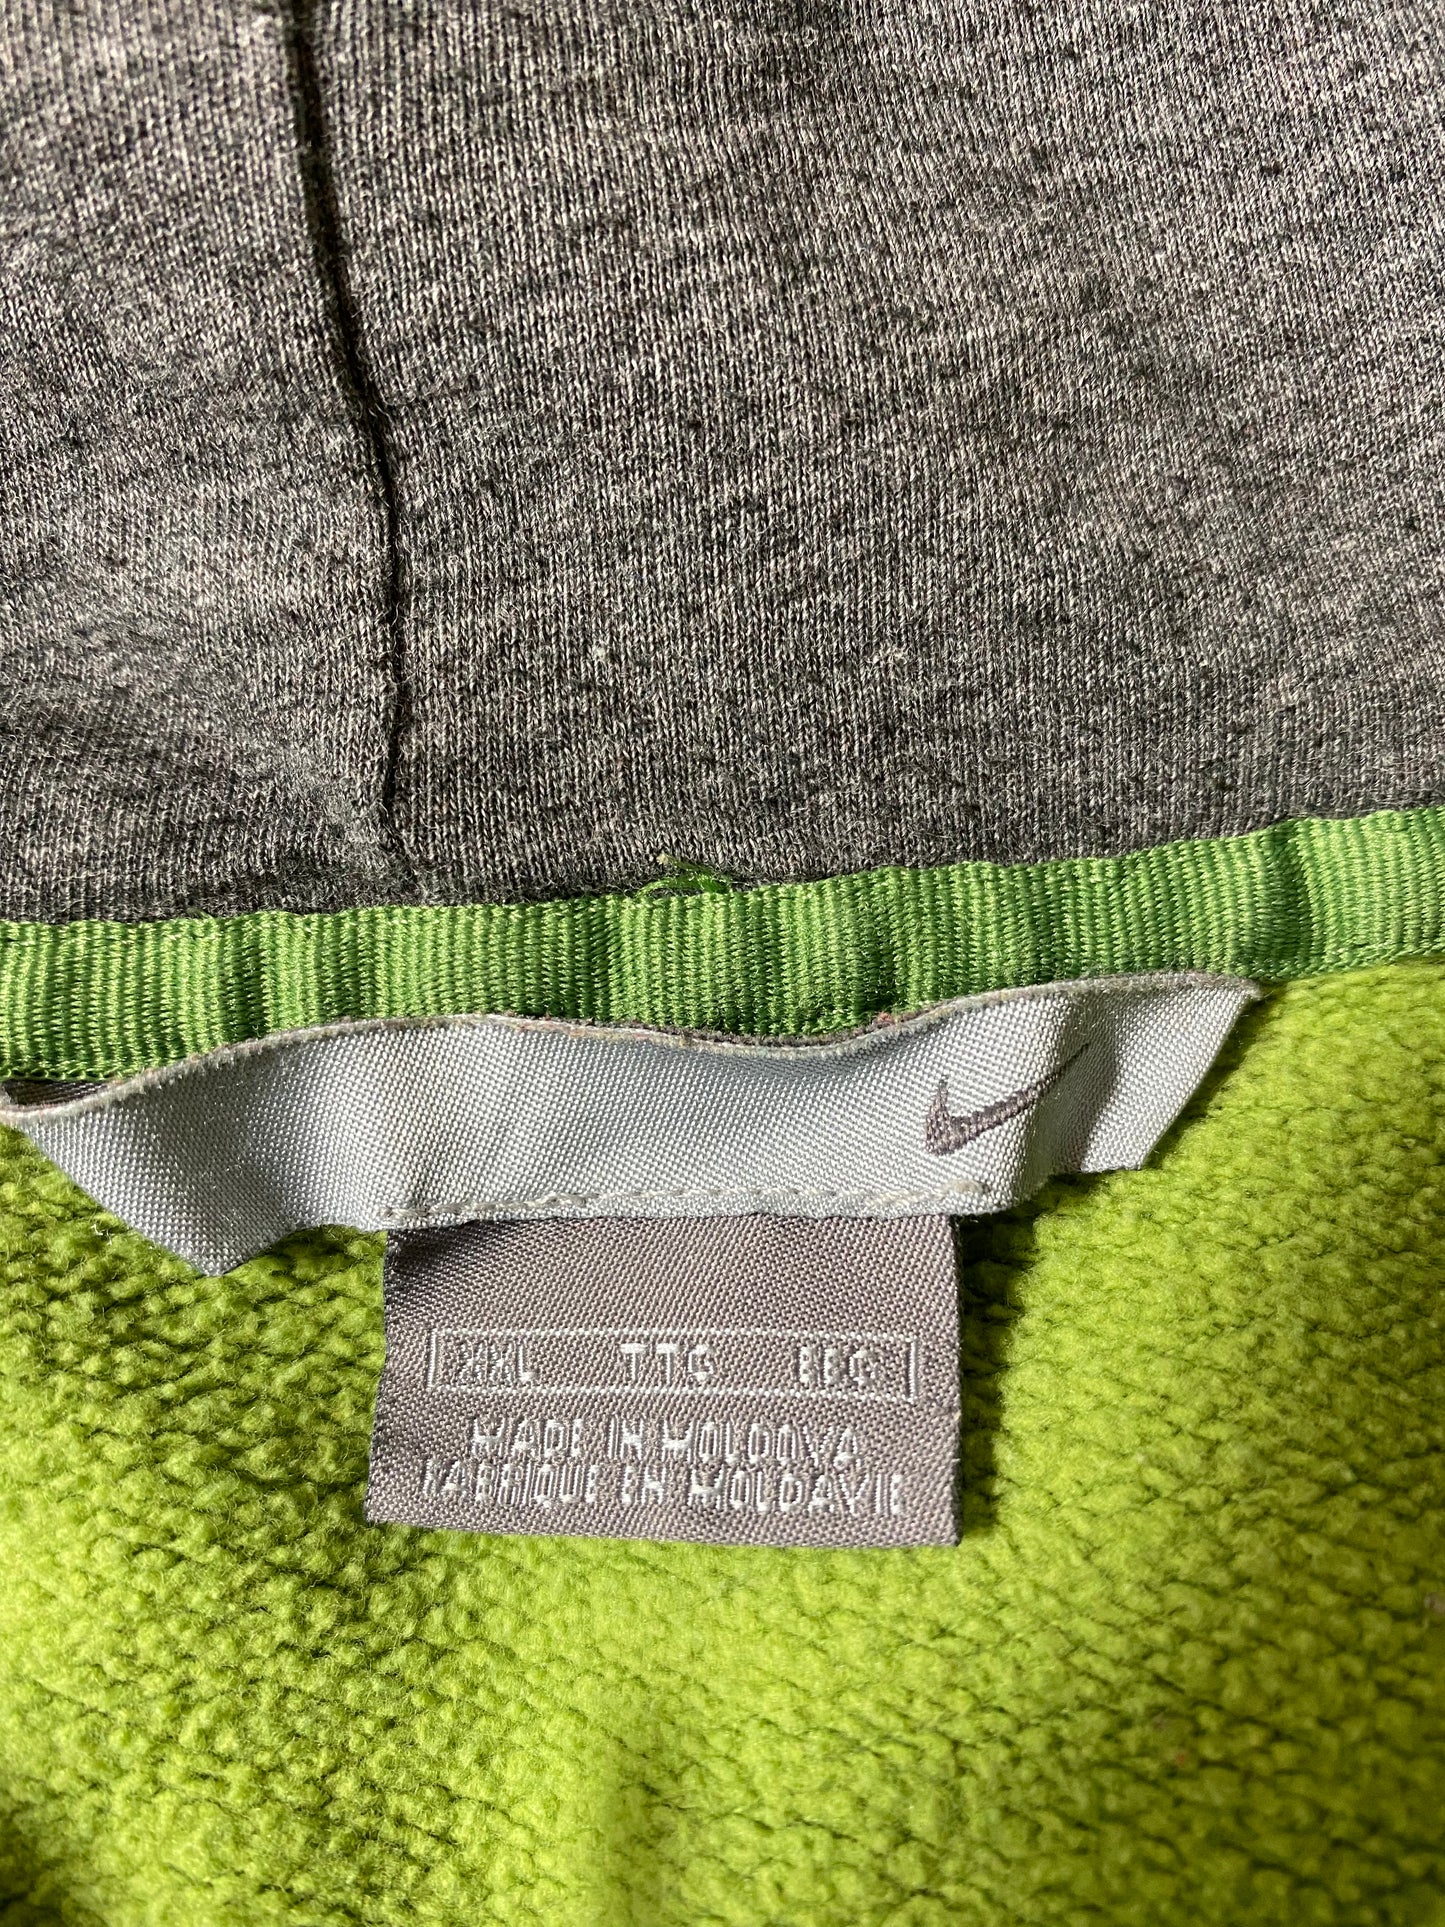 XXL TTG EEG
MADE IN MOLDOVA
FABRIQUE EN MOLDAVIE